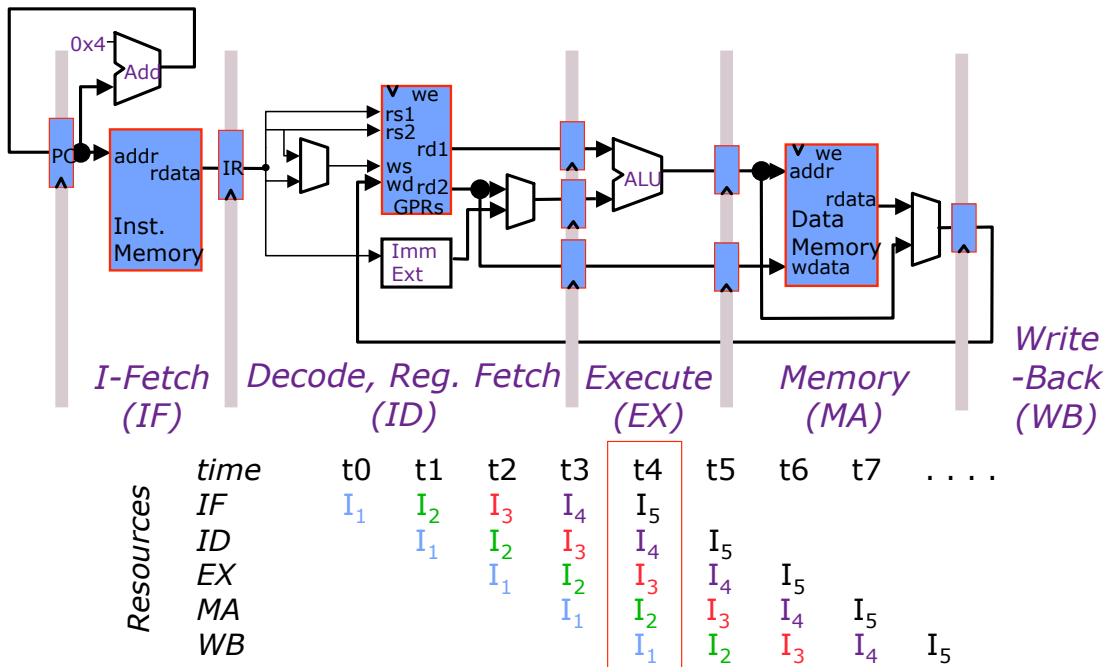 0x4
Add
PC
addr
rdata
Inst.
Memory
IR
we
rs1
rs2
rd1
ws
wd
rd2
GPRs
Imm
Ext
ALU
we
addr
rdata
Data
Memory
wdata
I-Fetch
(IF)
Decode, Reg. Fetch
(ID)
Execute
(EX)
Memory
(MA)
Write
-Back
(WB)
Resources
time t0 t1 t2 t3 t4 t5 t6 t7 . . . .
IF I₁ I₂ I₃ I₄ I₅
ID I₁ I₂ I₃ I₄ I₅
EX I₁ I₂ I₃ I₄ I₅
MA I₁ I₂ I₃ I₄ I₅
WB I₁ I₂ I₃ I₄ I₅